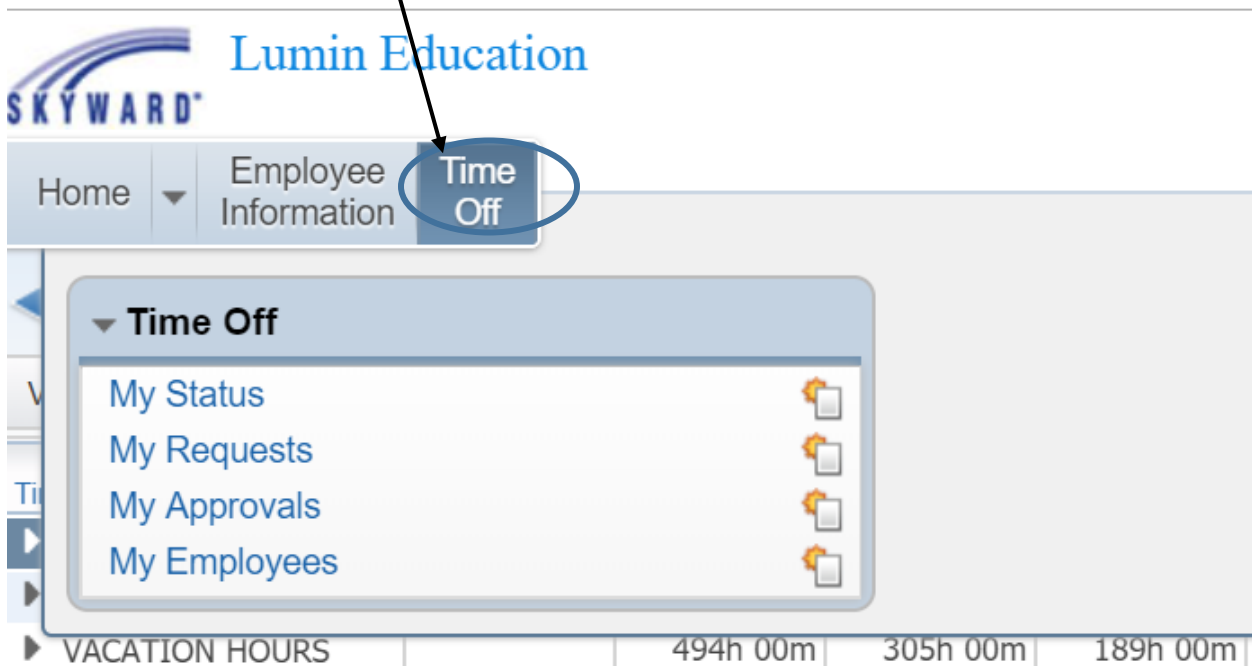 Lumin Education
SKYWARD
Home
Employee Information
Time Off
Time Off
My Status
My Requests
My Approvals
My Employees
VACATION HOURS 494h 00m 305h 00m 189h 00m